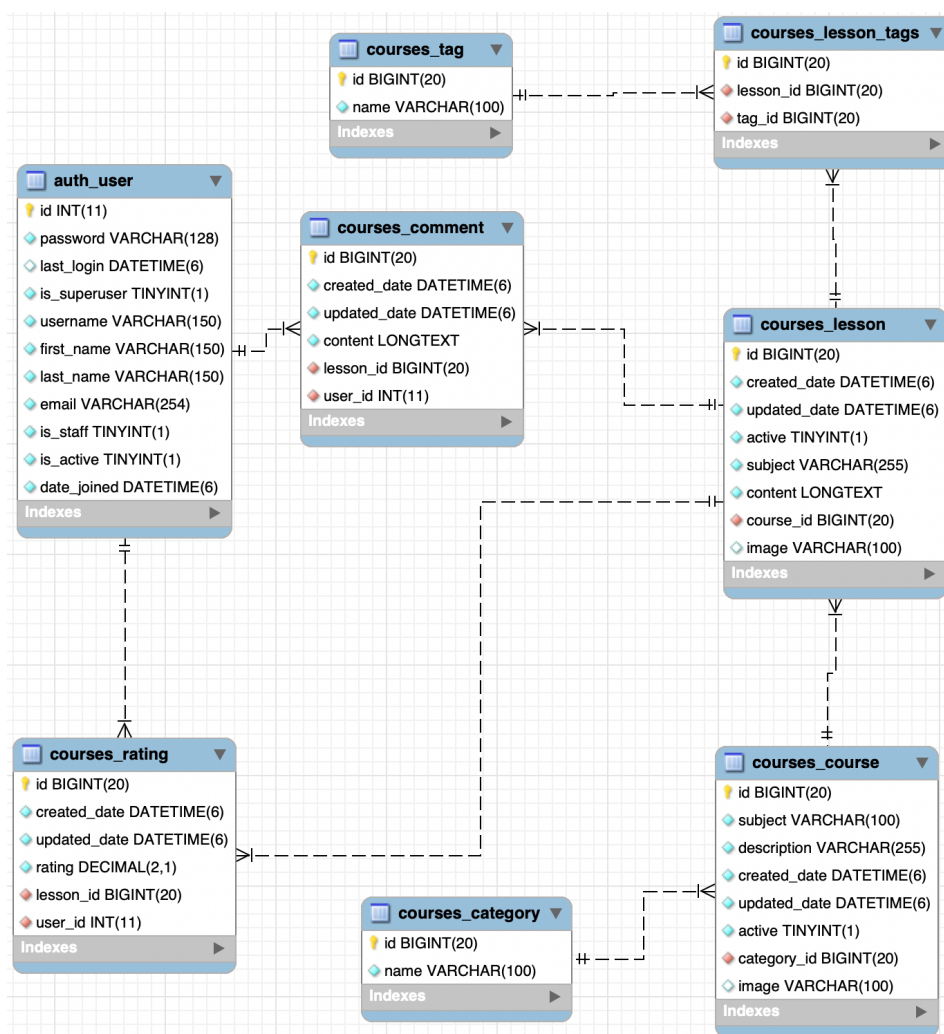 courses_tag
id BIGINT(20)
name VARCHAR(100)
Indexes
courses_lesson_tags
id BIGINT(20)
lesson_id BIGINT(20)
tag_id BIGINT(20)
Indexes
auth_user
id INT(11)
password VARCHAR(128)
last_login DATETIME(6)
is_superuser TINYINT(1)
username VARCHAR(150)
first_name VARCHAR(150)
last_name VARCHAR(150)
email VARCHAR(254)
is_staff TINYINT(1)
is_active TINYINT(1)
date_joined DATETIME(6)
Indexes
courses_comment
id BIGINT(20)
created_date DATETIME(6)
updated_date DATETIME(6)
content LONGTEXT
lesson_id BIGINT(20)
user_id INT(11)
Indexes
courses_lesson
id BIGINT(20)
created_date DATETIME(6)
updated_date DATETIME(6)
active TINYINT(1)
subject VARCHAR(255)
content LONGTEXT
course_id BIGINT(20)
image VARCHAR(100)
Indexes
courses_rating
id BIGINT(20)
created_date DATETIME(6)
updated_date DATETIME(6)
rating DECIMAL(2,1)
lesson_id BIGINT(20)
user_id INT(11)
Indexes
courses_category
id BIGINT(20)
name VARCHAR(100)
Indexes
courses_course
id BIGINT(20)
subject VARCHAR(100)
description VARCHAR(255)
created_date DATETIME(6)
updated_date DATETIME(6)
active TINYINT(1)
category_id BIGINT(20)
image VARCHAR(100)
Indexes